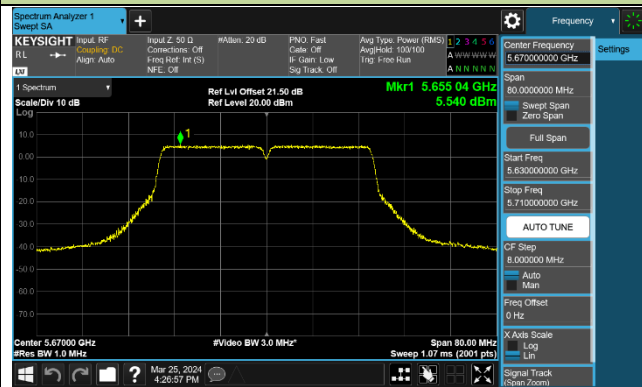 Spectrum Analyzer 1
Swept SA
+
Frequency
KEYSIGHT
RL
LXI
Input: RF
Coupling: DC
Align: Auto
Input Z: 50 Ω
Corrections: Off
Freq Ref: Int (S)
NFE: Off
#Atten: 20 dB
PNO: Fast
Gate: Off
IF Gain: Low
Sig Track: Off
Avg Type: Power (RMS)
Avg|Hold: 100/100
Trig: Free Run
1 2 3 4 5 6
A W W W W W
A N N N N N
1 Spectrum
Scale/Div 10 dB
Log
Ref Lvl Offset 21.50 dB
Ref Level 20.00 dBm
Mkr1 5.655 04 GHz
5.540 dBm
1
10.0
0.00
-10.0
-20.0
-30.0
-40.0
-50.0
-60.0
-70.0
Center 5.67000 GHz
#Res BW 1.0 MHz
#Video BW 3.0 MHz*
Span 80.00 MHz
Sweep 1.07 ms (2001 pts)
Center Frequency
5.670000000 GHz
Settings
Span
80.0000000 MHz
Swept Span
Zero Span
Full Span
Start Freq
5.630000000 GHz
Stop Freq
5.710000000 GHz
AUTO TUNE
CF Step
8.000000 MHz
Auto
Man
Freq Offset
0 Hz
X Axis Scale
Log
Lin
Signal Track
(Span Zoom)
?
Mar 25, 2024
4:26:57 PM